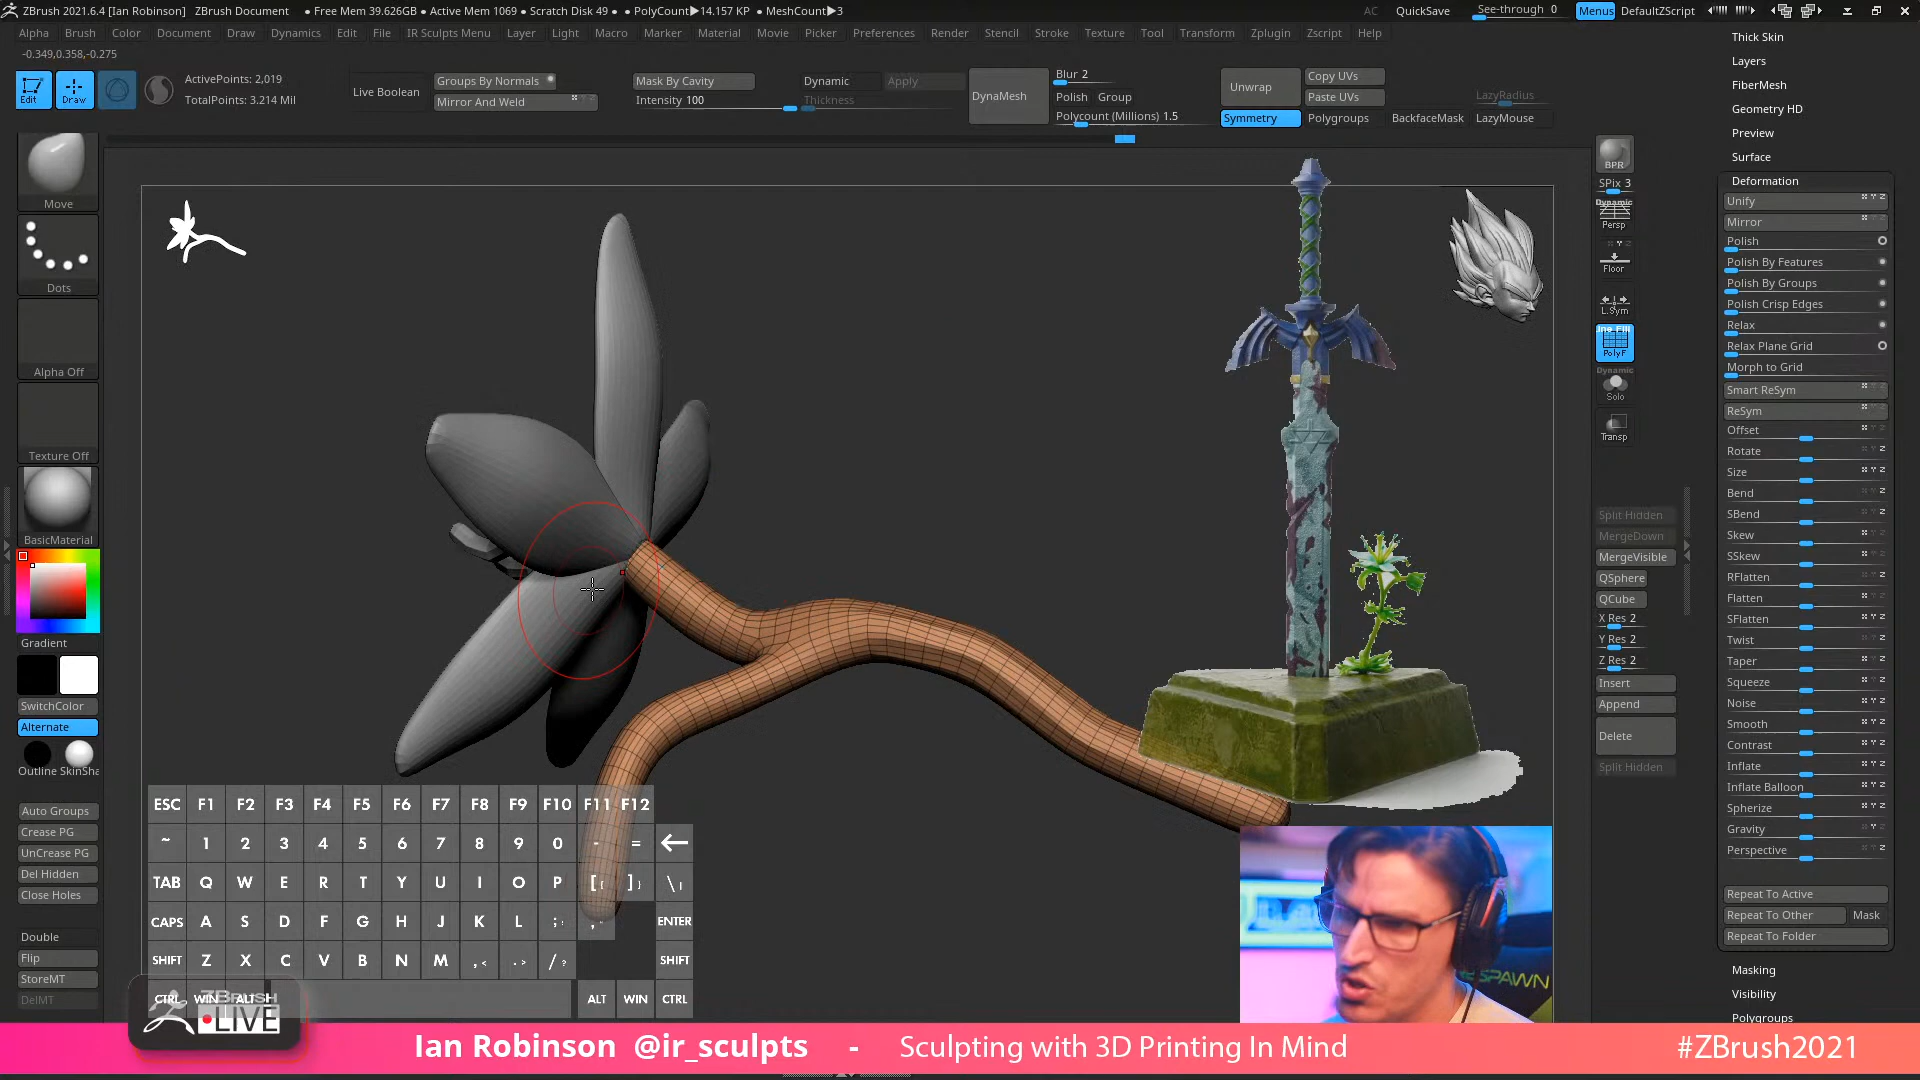 ZBrush 2021.6.4 [Ian Robinson] ZBrush Document • Free Mem 39.626GB • Active Mem 1069 • Scratch Disk 49 • PolyCount▶14.157 KP • MeshCount▶3 AC QuickSave See-through 0 Menus DefaultZScript
Alpha Brush Color Document Draw Dynamics Edit File IR Sculpts Menu Layer Light Macro Marker Material Movie Picker Preferences Render Stencil Stroke Texture Tool Transform Zplugin Zscript Help
-0.349,0.358,-0.275
Edit Draw
ActivePoints: 2,019
TotalPoints: 3.214 Mil
Live Boolean
Groups By Normals
Mirror And Weld
Mask By Cavity
Intensity 100
Dynamic Apply
Thickness
DynaMesh
Blur 2
Polish Group
Polycount (Millions) 1.5
Unwrap
Copy UVs
Paste UVs
Symmetry Polygroups
LazyRadius
BackfaceMask LazyMouse
Move
Dots
Alpha Off
Texture Off
BasicMaterial
Gradient
SwitchColor
Alternate
Outline SkinSha
Auto Groups
Crease PG
UnCrease PG
Del Hidden
Close Holes
Double
Flip
StoreMT
DelMT
BPR
SPix 3
Dynamic
Persp
Floor
L.Sym
Line Fill
PolyF
Dynamic
Solo
Transp
Split Hidden
MergeDown
MergeVisible
QSphere
QCube
X Res 2
Y Res 2
Z Res 2
Insert
Append
Delete
Split Hidden
Thick Skin
Layers
FiberMesh
Geometry HD
Preview
Surface
Deformation
Unify
Mirror
Polish
Polish By Features
Polish By Groups
Polish Crisp Edges
Relax
Relax Plane Grid
Morph to Grid
Smart ReSym
ReSym
Offset
Rotate
Size
Bend
SBend
Skew
SSkew
RFlatten
Flatten
SFlatten
Twist
Taper
Squeeze
Noise
Smooth
Contrast
Inflate
Inflate Balloon
Spherize
Gravity
Perspective
Repeat To Active
Repeat To Other Mask
Repeat To Folder
Masking
Visibility
Polygroups
ESC F1 F2 F3 F4 F5 F6 F7 F8 F9 F10 F11 F12
~ 1 2 3 4 5 6 7 8 9 0 - = ←
TAB Q W E R T Y U I O P [{ ]} \|
CAPS A S D F G H J K L ;: ," ENTER
SHIFT Z X C V B N M ,< .> /? SHIFT
CTRL WIN ALT ALT WIN CTRL
ZBRUSH
LIVE
E SPAWN
Ian Robinson @ir_sculpts - Sculpting with 3D Printing In Mind #ZBrush2021